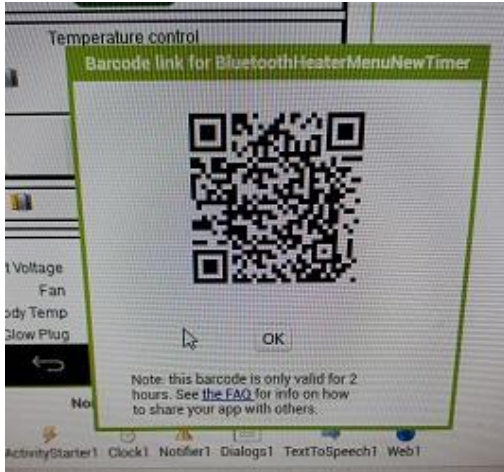 Temperature control
Barcode link for BluetoothHeaterMenuNewTimer
t Voltage
Fan
ody Temp
Glow Plug
OK
Note: this barcode is only valid for 2
hours. See the FAQ for info on how
to share your app with others.
No
ActivityStarter1 Clock1 Notifier1 Dialogs1 TextToSpeech1 Web1